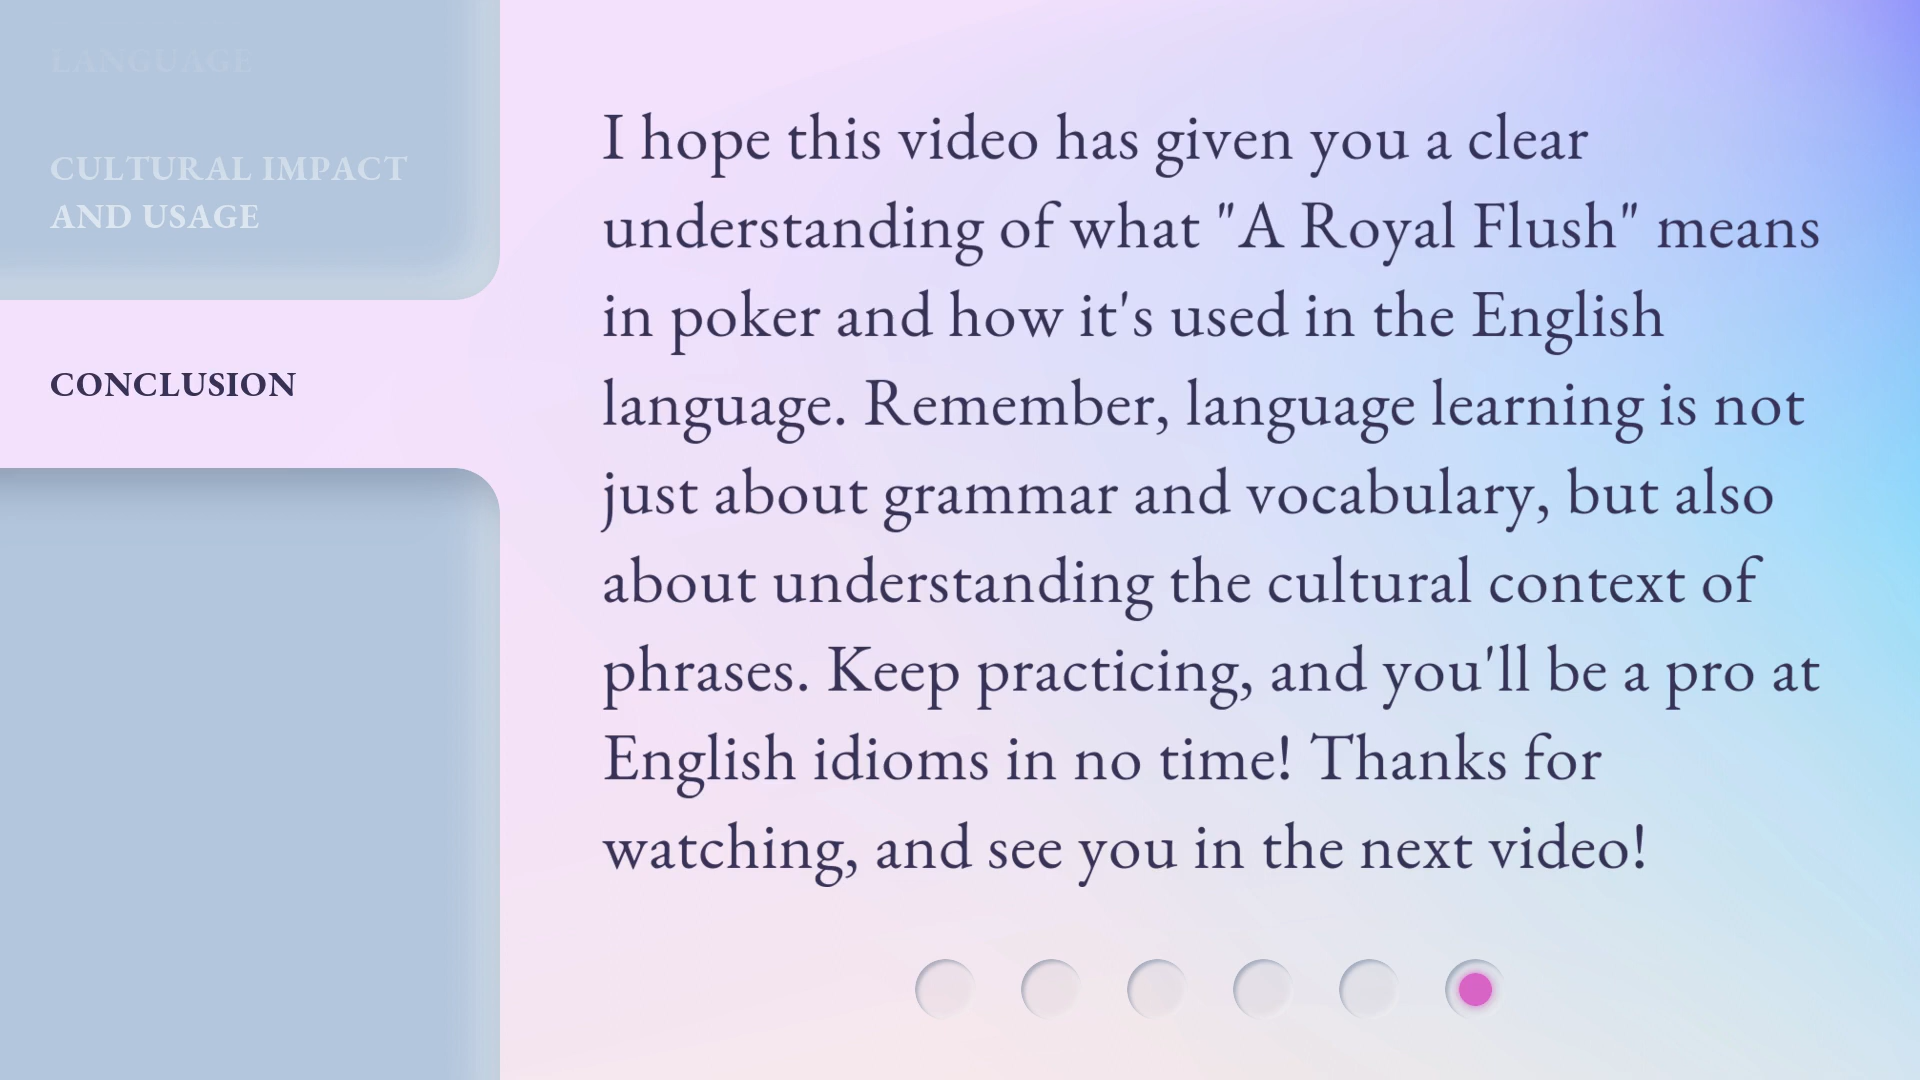 LANGUAGE
CULTURAL IMPACT
AND USAGE
CONCLUSION
I hope this video has given you a clear
understanding of what "A Royal Flush" means
in poker and how it's used in the English
language. Remember, language learning is not
just about grammar and vocabulary, but also
about understanding the cultural context of
phrases. Keep practicing, and you'll be a pro at
English idioms in no time! Thanks for
watching, and see you in the next video!